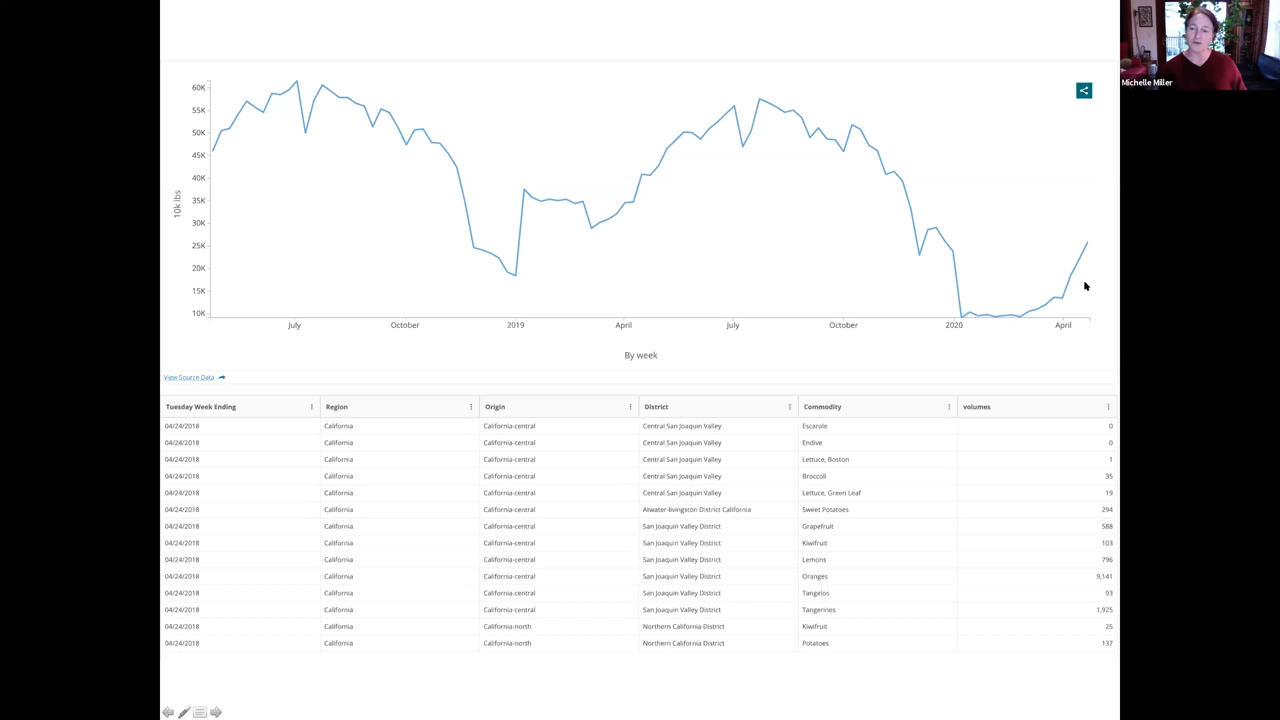 Michelle Miller
60K
55K
50K
45K
40K
35K
30K
25K
20K
15K
10K
10k lbs
July October 2019 April July October 2020 April
By week
View Source Data
Tuesday Week Ending Region Origin District Commodity volumes
04/24/2018 California California-central Central San Joaquin Valley Escarole 0
04/24/2018 California California-central Central San Joaquin Valley Endive 0
04/24/2018 California California-central Central San Joaquin Valley Lettuce, Boston 1
04/24/2018 California California-central Central San Joaquin Valley Broccoli 35
04/24/2018 California California-central Central San Joaquin Valley Lettuce, Green Leaf 19
04/24/2018 California California-central Atwater-livingston District California Sweet Potatoes 294
04/24/2018 California California-central San Joaquin Valley District Grapefruit 588
04/24/2018 California California-central San Joaquin Valley District Kiwifruit 103
04/24/2018 California California-central San Joaquin Valley District Lemons 796
04/24/2018 California California-central San Joaquin Valley District Oranges 9,141
04/24/2018 California California-central San Joaquin Valley District Tangelos 93
04/24/2018 California California-central San Joaquin Valley District Tangerines 1,925
04/24/2018 California California-north Northern California District Kiwifruit 25
04/24/2018 California California-north Northern California District Potatoes 137